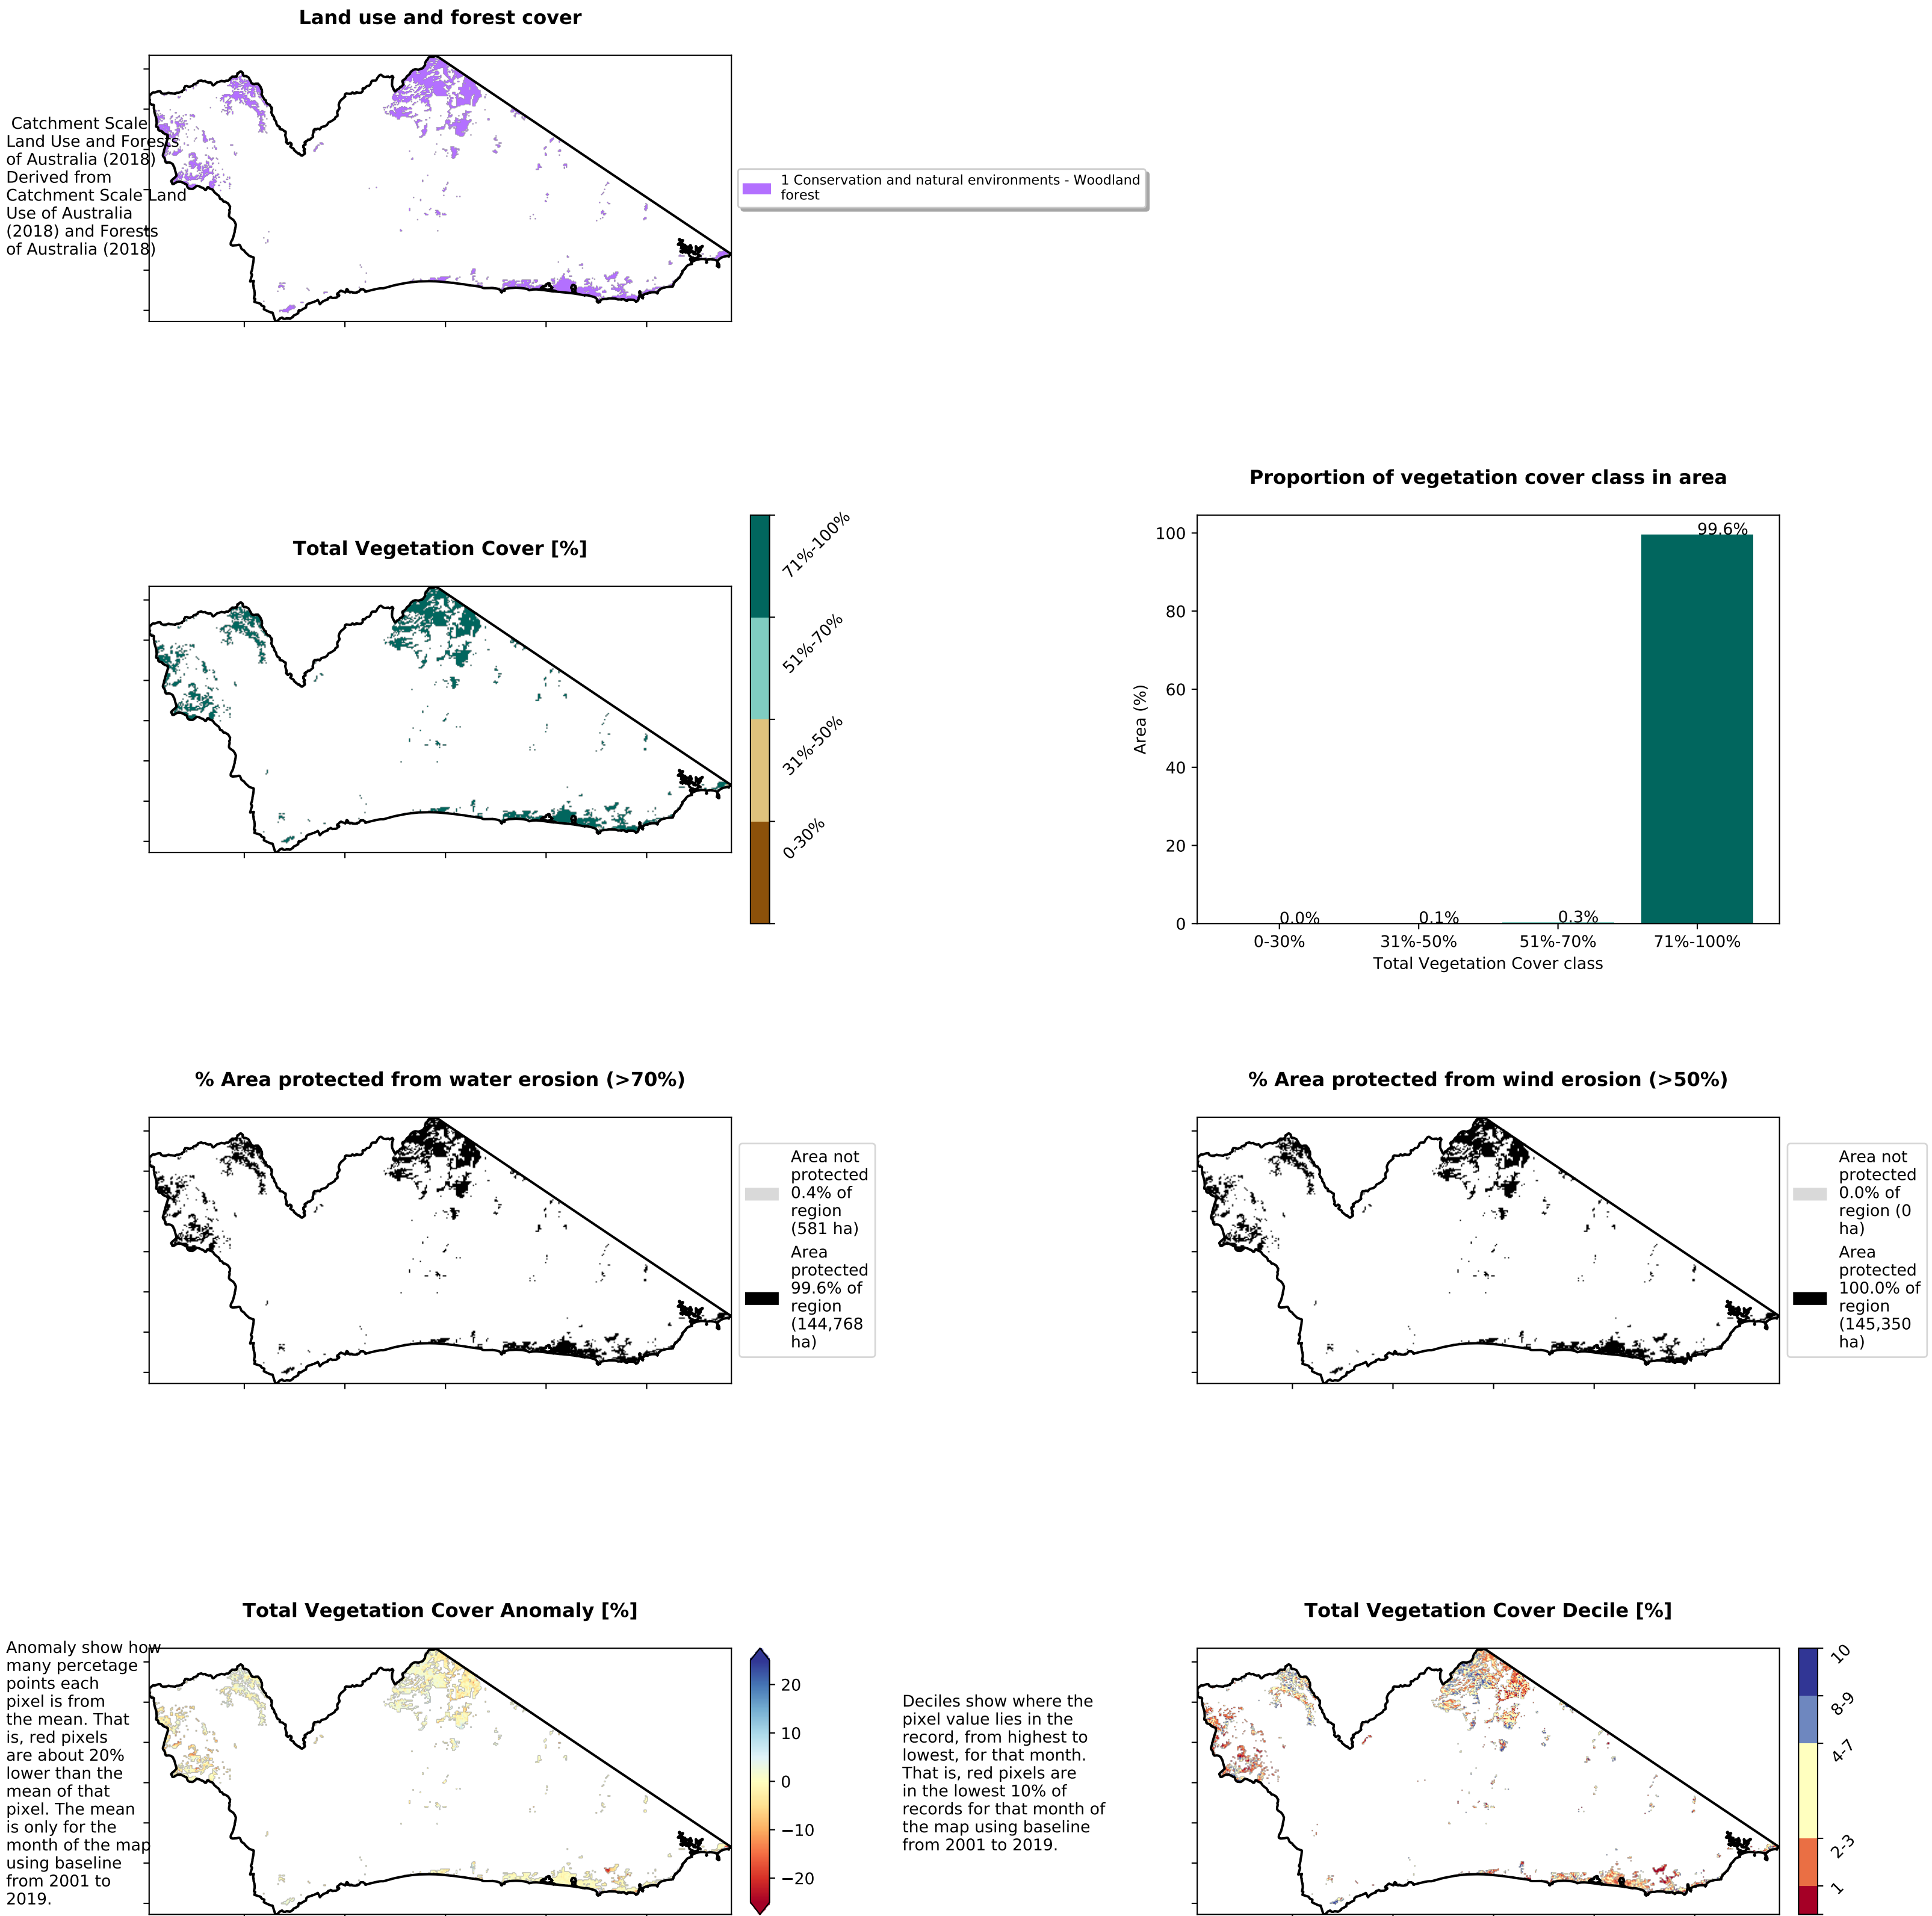 Land use and forest cover
Catchment Scale
Land Use and Forests
of Australia (2018)
Derived from
Catchment Scale Land
Use of Australia
(2018) and Forests
of Australia (2018)
1 Conservation and natural environments - Woodland
forest
Total Vegetation Cover [%]
71%-100%
51%-70%
31%-50%
0-30%
Proportion of vegetation cover class in area
Area (%)
100
80
60
40
20
0
0.0%
0.1%
0.3%
99.6%
0-30%
31%-50%
51%-70%
71%-100%
Total Vegetation Cover class
% Area protected from water erosion (>70%)
Area not
protected
0.4% of
region
(581 ha)
Area
protected
99.6% of
region
(144,768
ha)
% Area protected from wind erosion (>50%)
Area not
protected
0.0% of
region (0
ha)
Area
protected
100.0% of
region
(145,350
ha)
Total Vegetation Cover Anomaly [%]
Anomaly show how
many percetage
points each
pixel is from
the mean. That
is, red pixels
are about 20%
lower than the
mean of that
pixel. The mean
is only for the
month of the map
using baseline
from 2001 to
2019.
20
10
0
−10
−20
Total Vegetation Cover Decile [%]
Deciles show where the
pixel value lies in the
record, from highest to
lowest, for that month.
That is, red pixels are
in the lowest 10% of
records for that month of
the map using baseline
from 2001 to 2019.
10
8-9
4-7
2-3
1